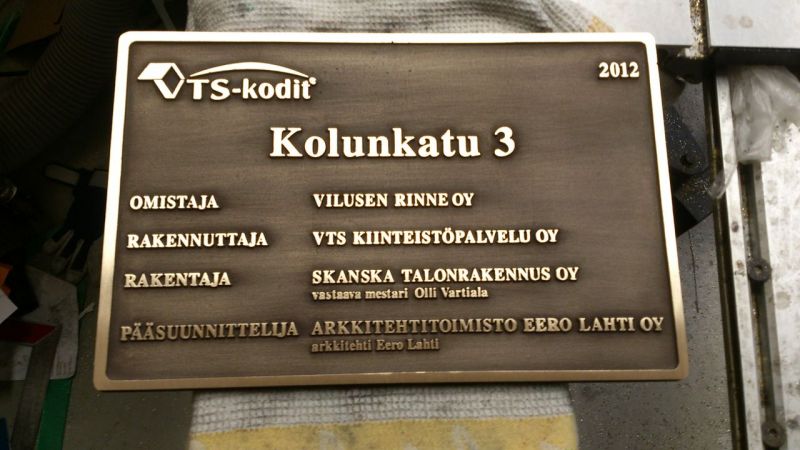 VTS-kodit®
2012
Kolunkatu 3
OMISTAJA VILUSEN RINNE OY
RAKENNUTTAJA VTS KIINTEISTÖPALVELU OY
RAKENTAJA SKANSKA TALONRAKENNUS OY
vastaava mestari Olli Vartiala
PÄÄSUUNNITTELIJA ARKKITEHTITOIMISTO EERO LAHTI OY
arkkitehti Eero Lahti